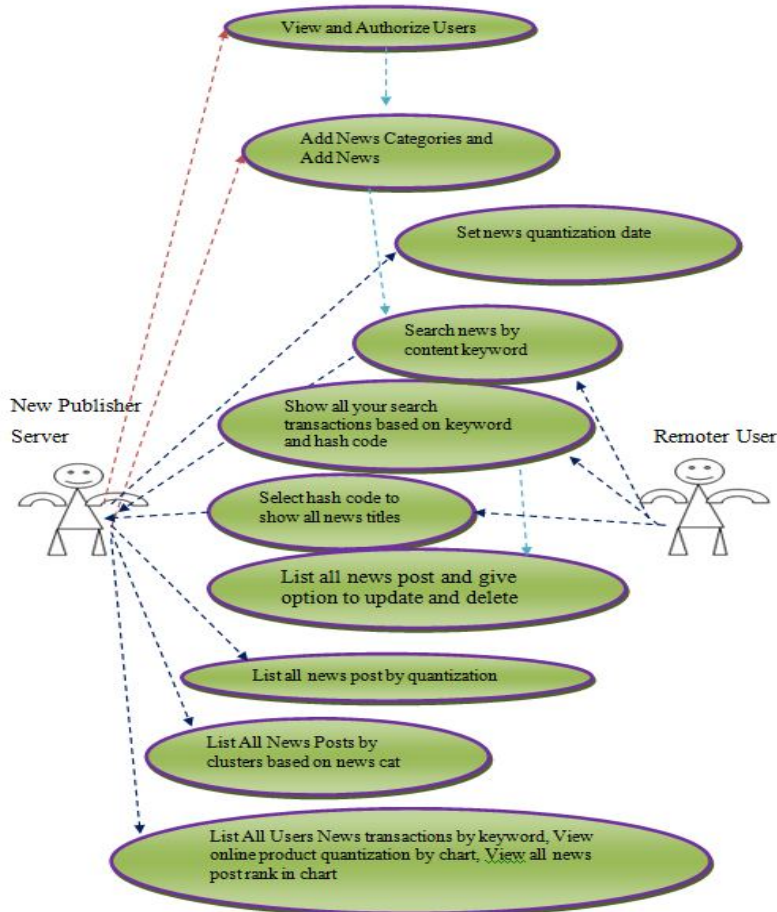 View and Authorize Users
Add News Categories and
Add News
Set news quantization date
Search news by
content keyword
New Publisher
Server
Show all your search
transactions based on keyword
and hash code
Remoter User
Select hash code to
show all news titles
List all news post and give
option to update and delete
List all news post by quantization
List All News Posts by
clusters based on news cat
List All Users News transactions by keyword, View
online product quantization by chart, View all news
post rank in chart